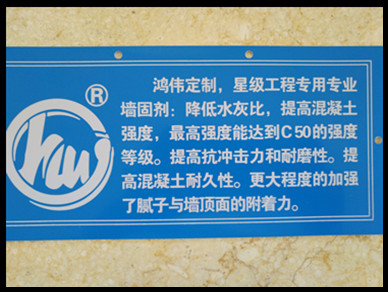 鸿伟定制，星级工程专用专业
墙固剂：降低水灰比，提高混凝土
强度，最高强度能达到C50的强度
等级。提高抗冲击力和耐磨性。提
高混凝土耐久性。更大程度的加强
了腻子与墙顶面的附着力。
®
hw